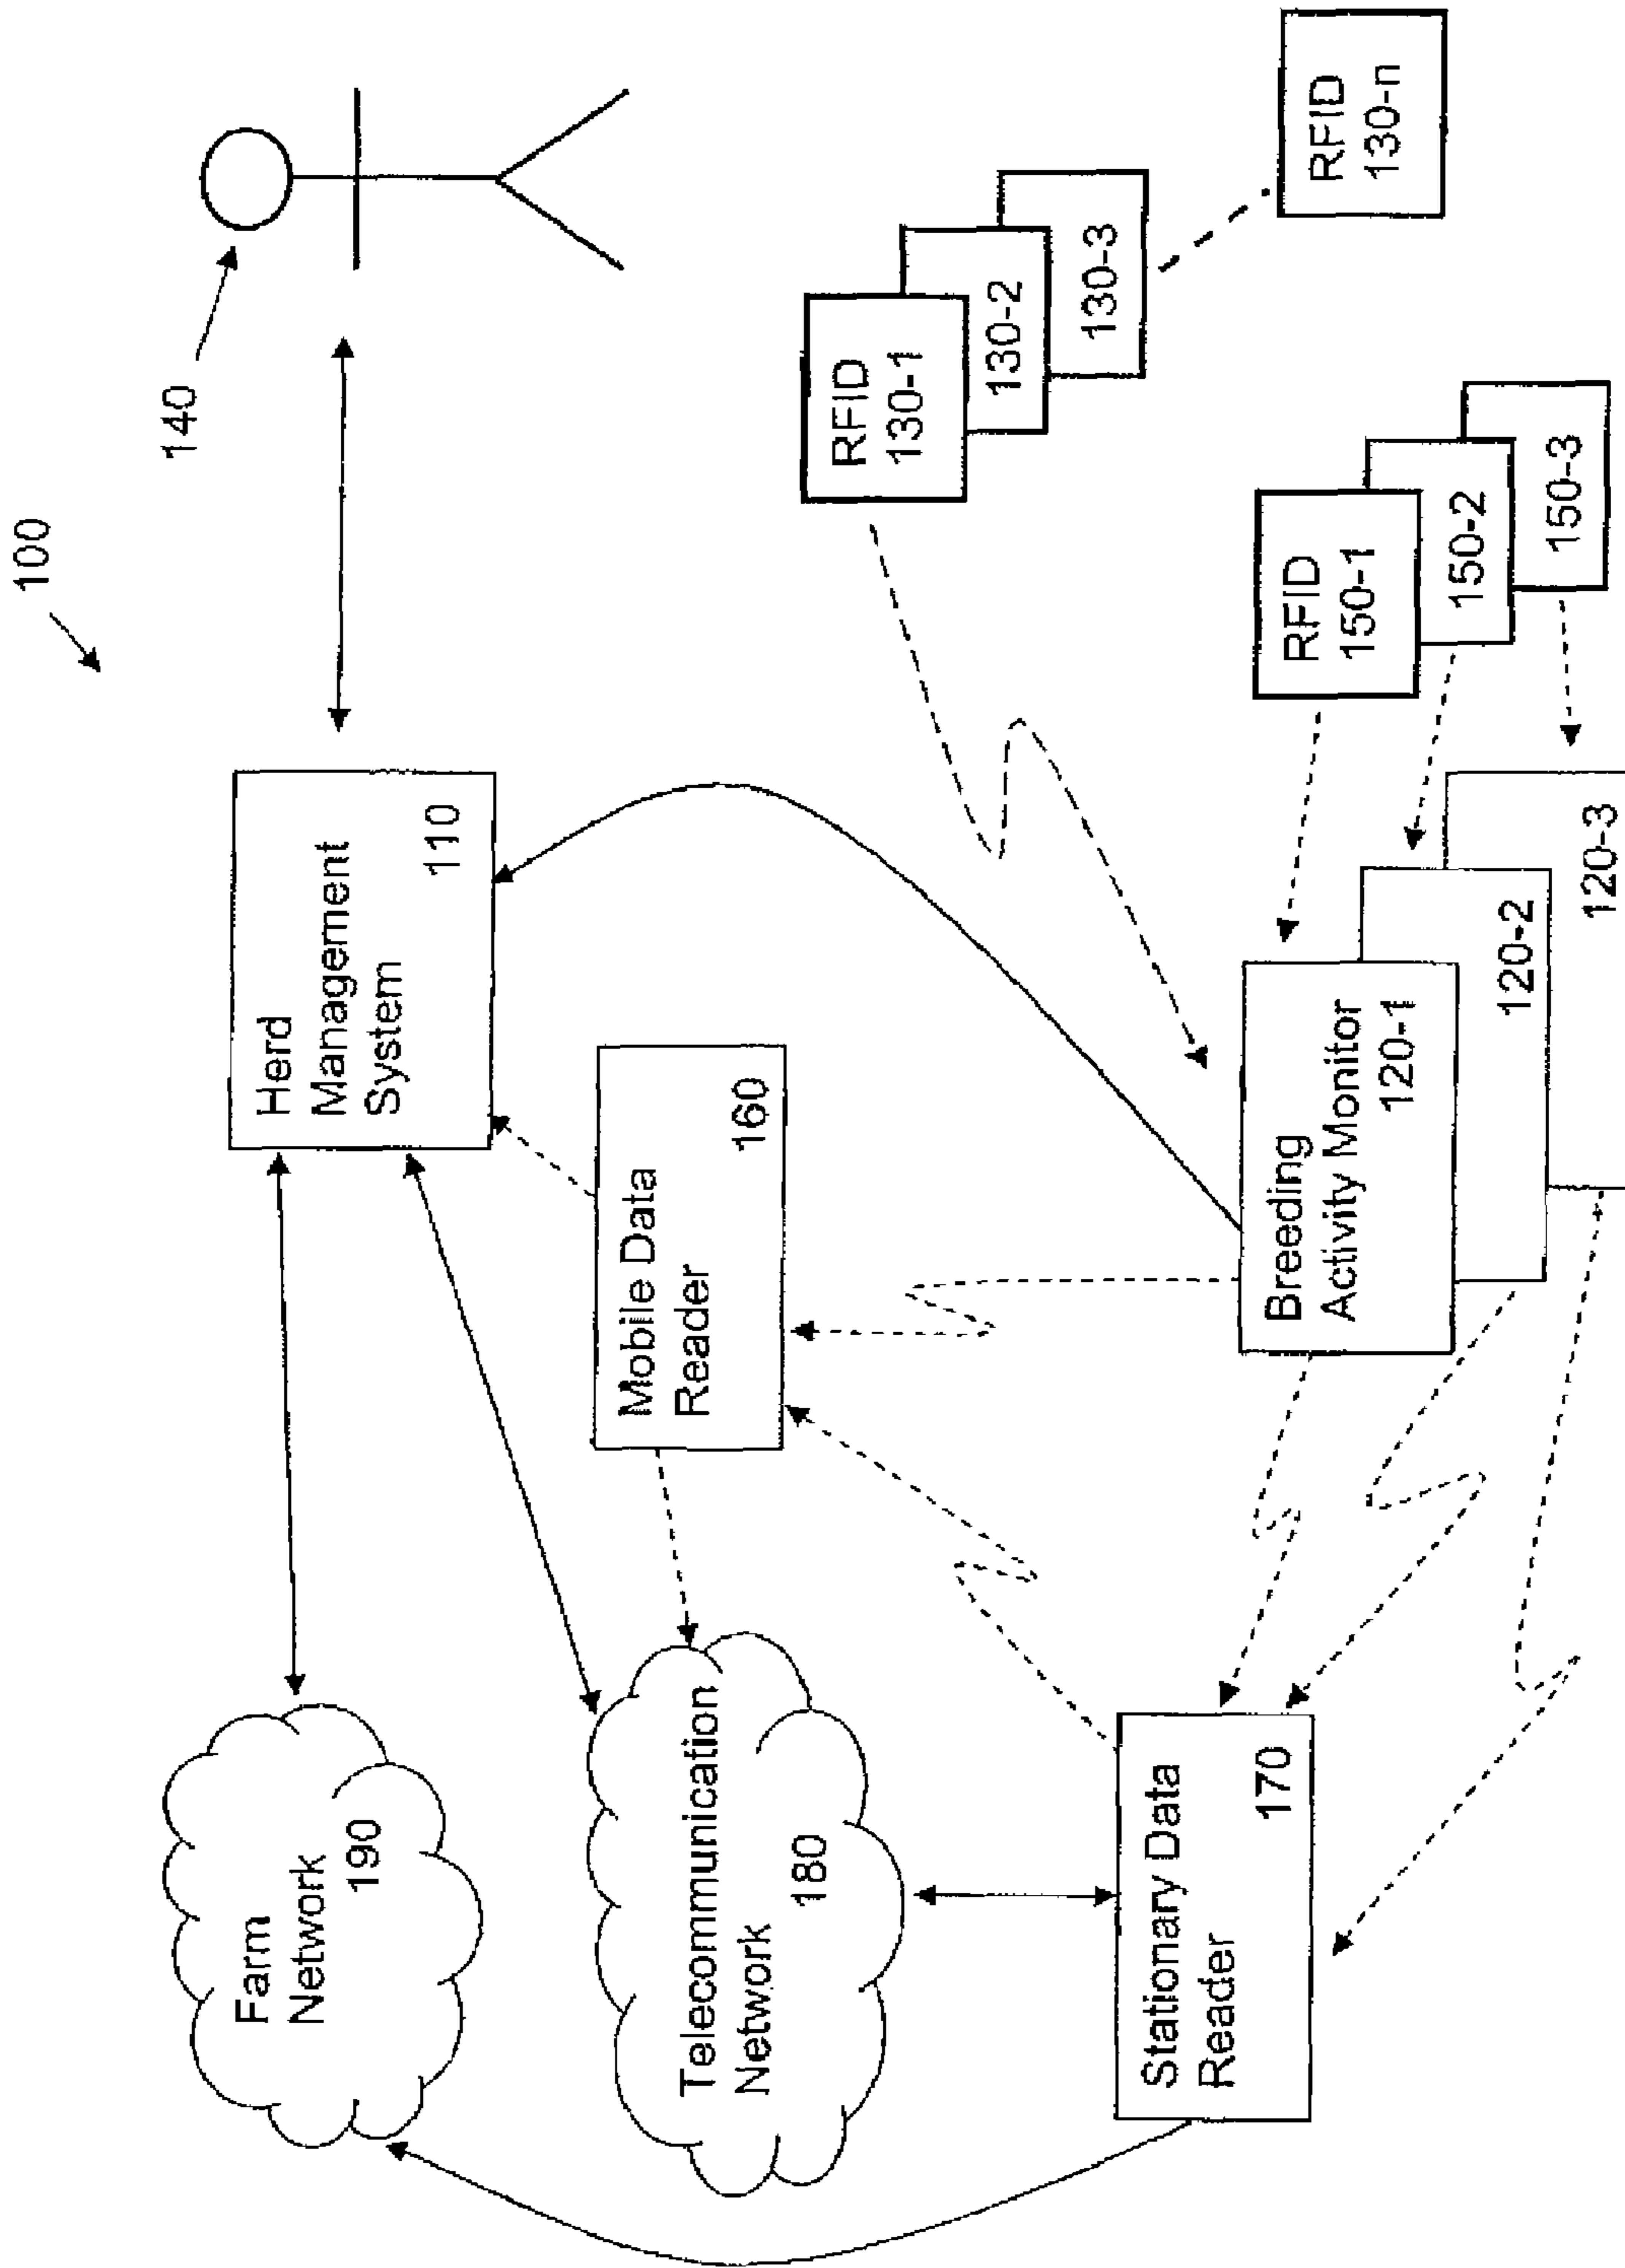 100
140
Farm
Network
190
Herd
Management
System
110
Telecommunication
Network
180
Mobile Data
Reader
160
RFID
130-1
130-2
130-3
RFID
130-n
Stationary Data
Reader
170
Breeding
Activity Monitor
120-1
120-2
120-3
RFID
150-1
150-2
150-3